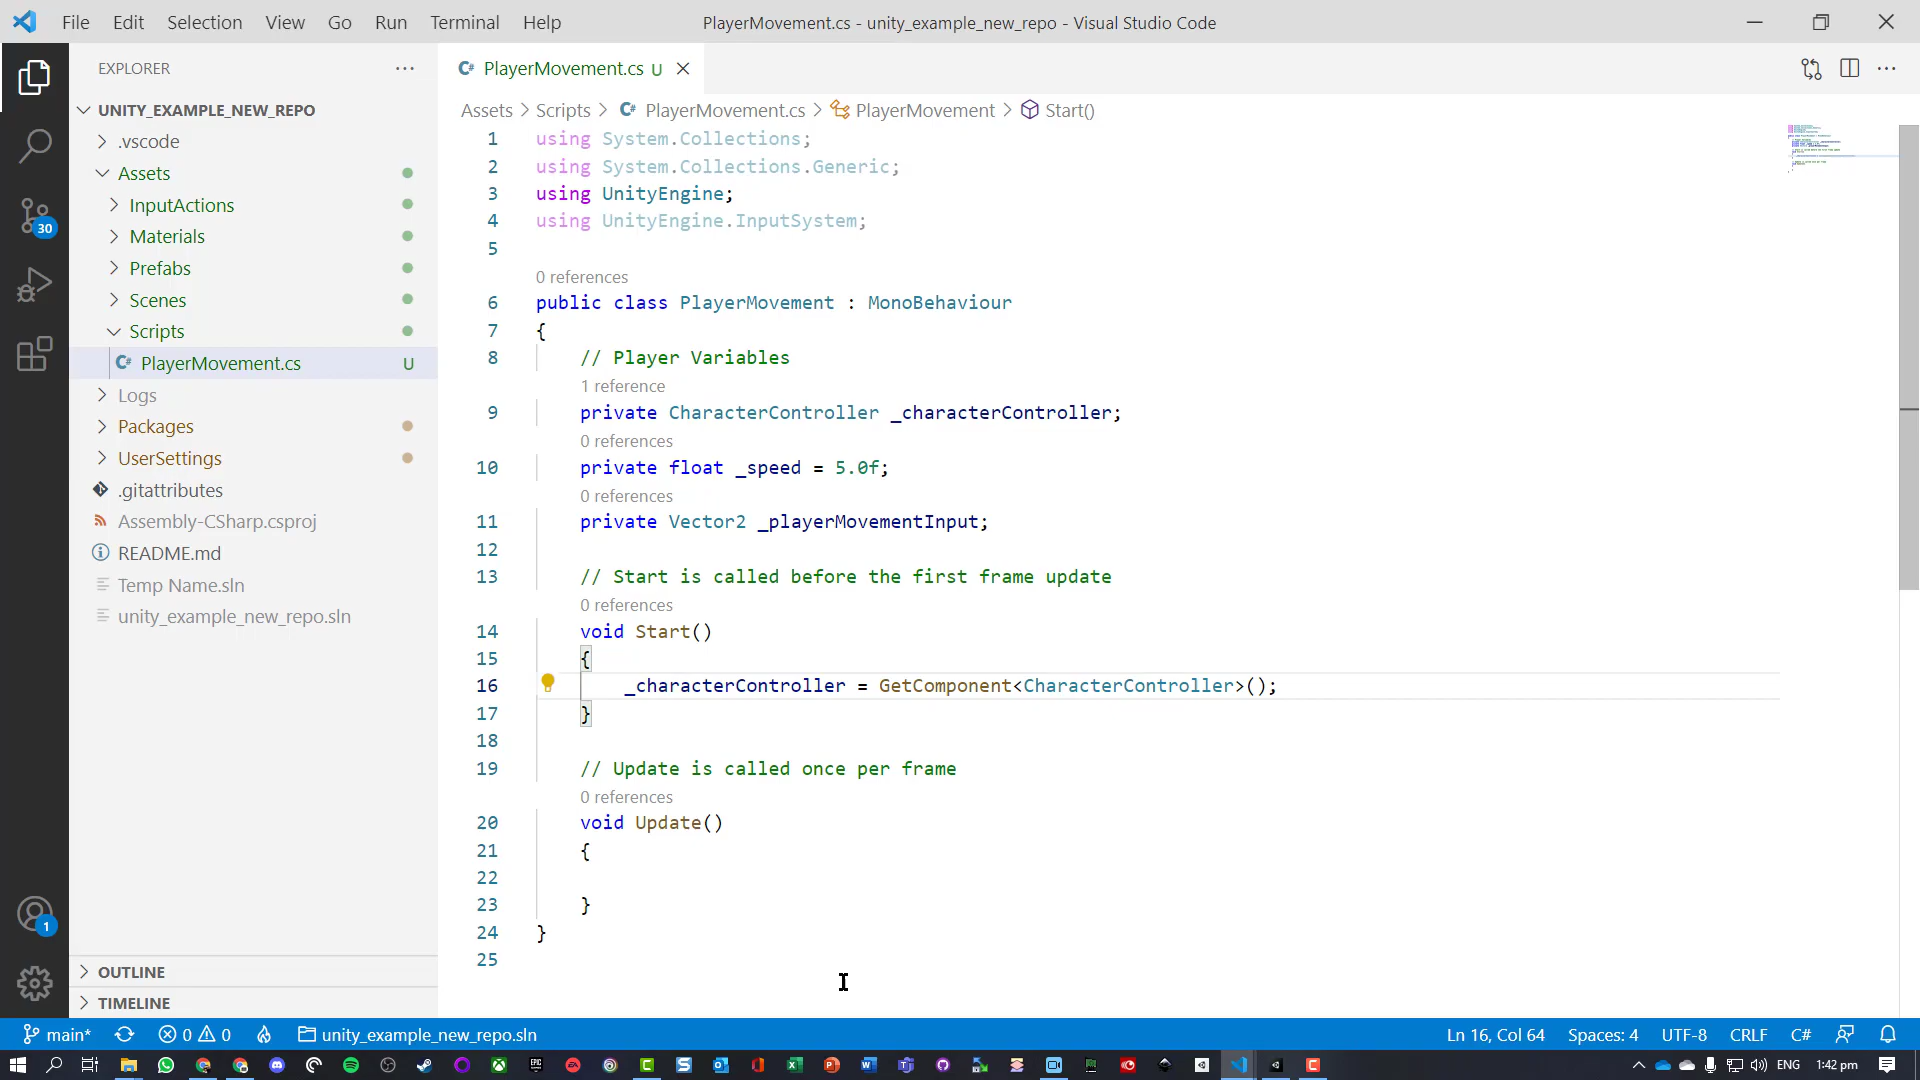 File Edit Selection View Go Run Terminal Help
PlayerMovement.cs - unity_example_new_repo - Visual Studio Code
EXPLORER
PlayerMovement.cs U
UNITY_EXAMPLE_NEW_REPO
Assets > Scripts > PlayerMovement.cs > PlayerMovement > Start()
.vscode
Assets
InputActions
Materials
Prefabs
Scenes
Scripts
PlayerMovement.cs U
Logs
Packages
UserSettings
.gitattributes
Assembly-CSharp.csproj
README.md
Temp Name.sln
unity_example_new_repo.sln
OUTLINE
TIMELINE
30
1
1 using System.Collections;
2 using System.Collections.Generic;
3 using UnityEngine;
4 using UnityEngine.InputSystem;
5
0 references
6 public class PlayerMovement : MonoBehaviour
7 {
8 // Player Variables
1 reference
9 private CharacterController _characterController;
0 references
10 private float _speed = 5.0f;
0 references
11 private Vector2 _playerMovementInput;
12
13 // Start is called before the first frame update
0 references
14 void Start()
15 {
16 _characterController = GetComponent<CharacterController>();
17 }
18
19 // Update is called once per frame
0 references
20 void Update()
21 {
22
23 }
24 }
25
main* 0 0 unity_example_new_repo.sln Ln 16, Col 64 Spaces: 4 UTF-8 CRLF C#
ENG 1:42 pm